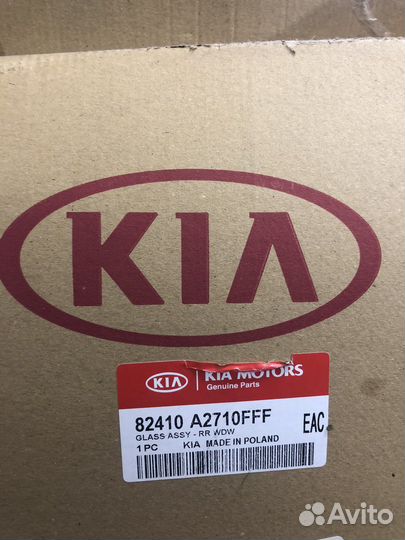 KIA
KIA KIA MOTORS
Genuine Parts
82410 A2710FFF EAC
GLASS ASSY - RR WDW
1 PC KIA MADE IN POLAND
Avito